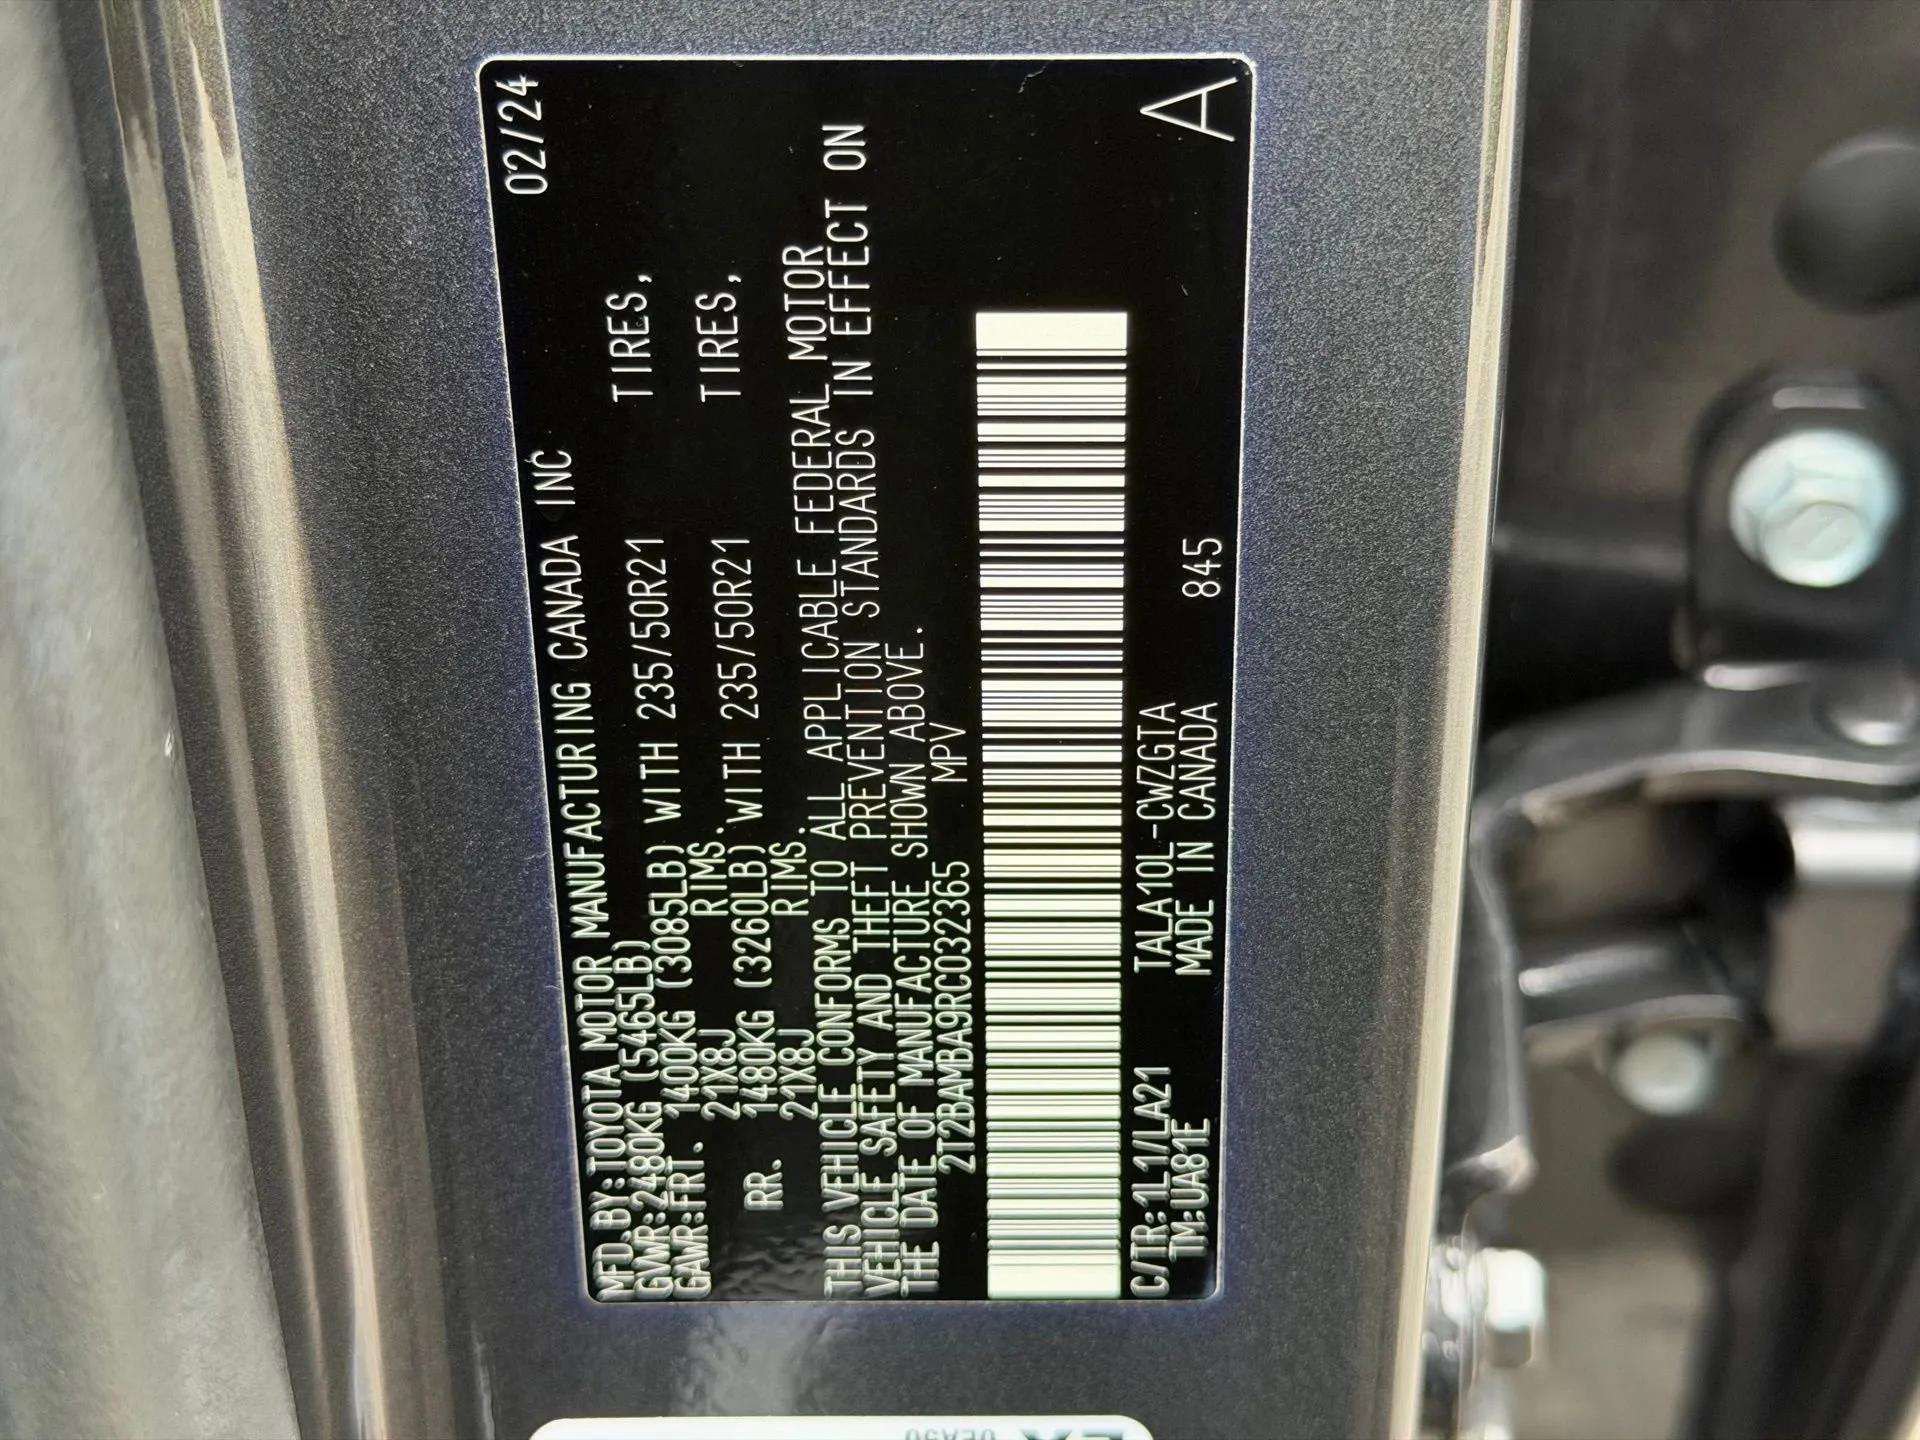 02/24
MFD.BY:TOYOTA MOTOR MANUFACTURING CANADA INC
GVWR:2480KG (5465LB)
GAWR:FRT. 1400KG (3085LB) WITH 235/50R21 TIRES,
21X8J RIMS.
RR. 1480KG (3260LB) WITH 235/50R21 TIRES,
21X8J RIMS.
THIS VEHICLE CONFORMS TO ALL APPLICABLE FEDERAL MOTOR
VEHICLE SAFETY AND THEFT PREVENTION STANDARDS IN EFFECT ON
THE DATE OF MANUFACTURE SHOWN ABOVE.
2T2BAMBA9RC032365 MPV
C/TR:1L1/LA21 TALA10L-CWZGTA
TM:UA81E MADE IN CANADA 845 A